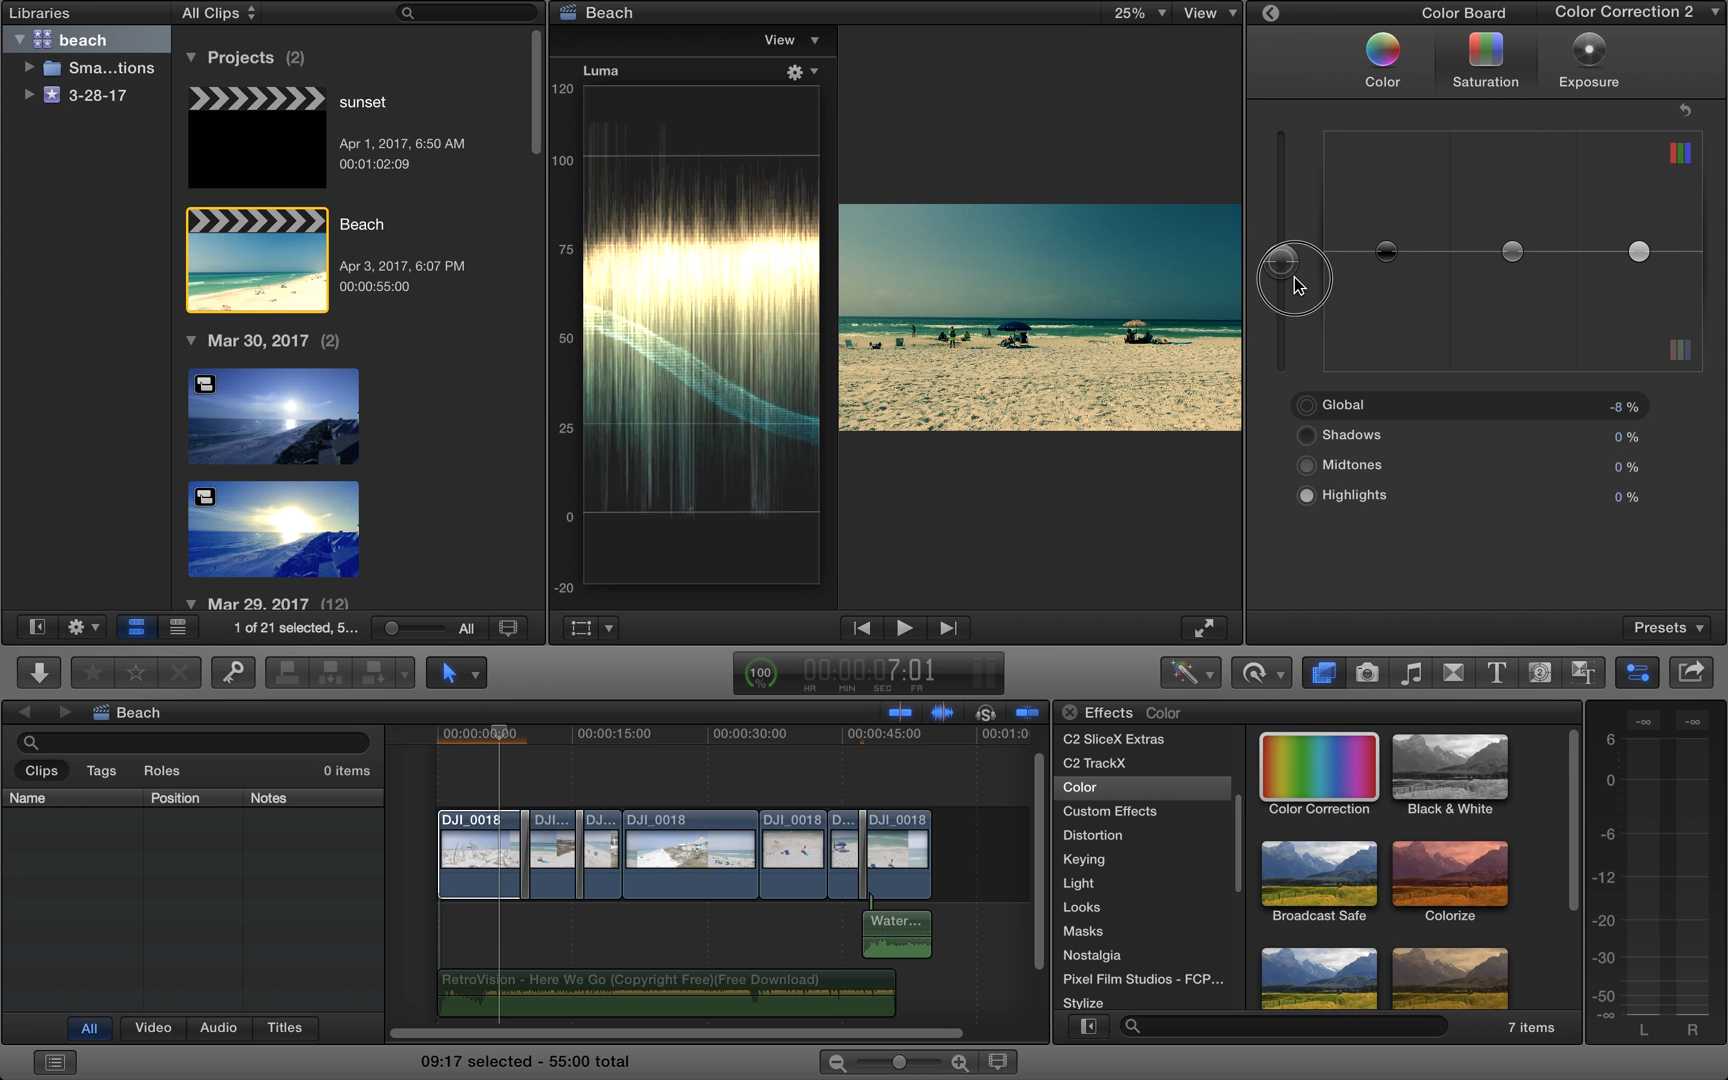 Libraries
All Clips
Beach
25%
View
Color Board
Color Correction 2
beach
Sma...tions
3-28-17
Projects (2)
sunset
Apr 1, 2017, 6:50 AM
00:01:02:09
Beach
Apr 3, 2017, 6:07 PM
00:00:55:00
Mar 30, 2017 (2)
Mar 29, 2017 (12)
1 of 21 selected, 5...
All
View
Luma
120
100
75
50
25
0
-20
Color
Saturation
Exposure
Global -8 %
Shadows 0 %
Midtones 0 %
Highlights 0 %
Presets
100 %
00:00:07:01
HR MIN SEC FR
Beach
Clips
Tags
Roles
0 items
Name
Position
Notes
All
Video
Audio
Titles
00:00:00:00
00:00:15:00
00:00:30:00
00:00:45:00
00:01:0
DJI_0018
DJI...
DJ...
DJI_0018
DJI_0018
D...
DJI_0018
Water...
RetroVision - Here We Go (Copyright Free)(Free Download)
Effects
Color
C2 SliceX Extras
C2 TrackX
Color
Custom Effects
Distortion
Keying
Light
Looks
Masks
Nostalgia
Pixel Film Studios - FCP...
Stylize
Color Correction
Black & White
Broadcast Safe
Colorize
7 items
-∞ -∞
6
0
-6
-12
-20
-30
-50
-∞
L R
09:17 selected - 55:00 total